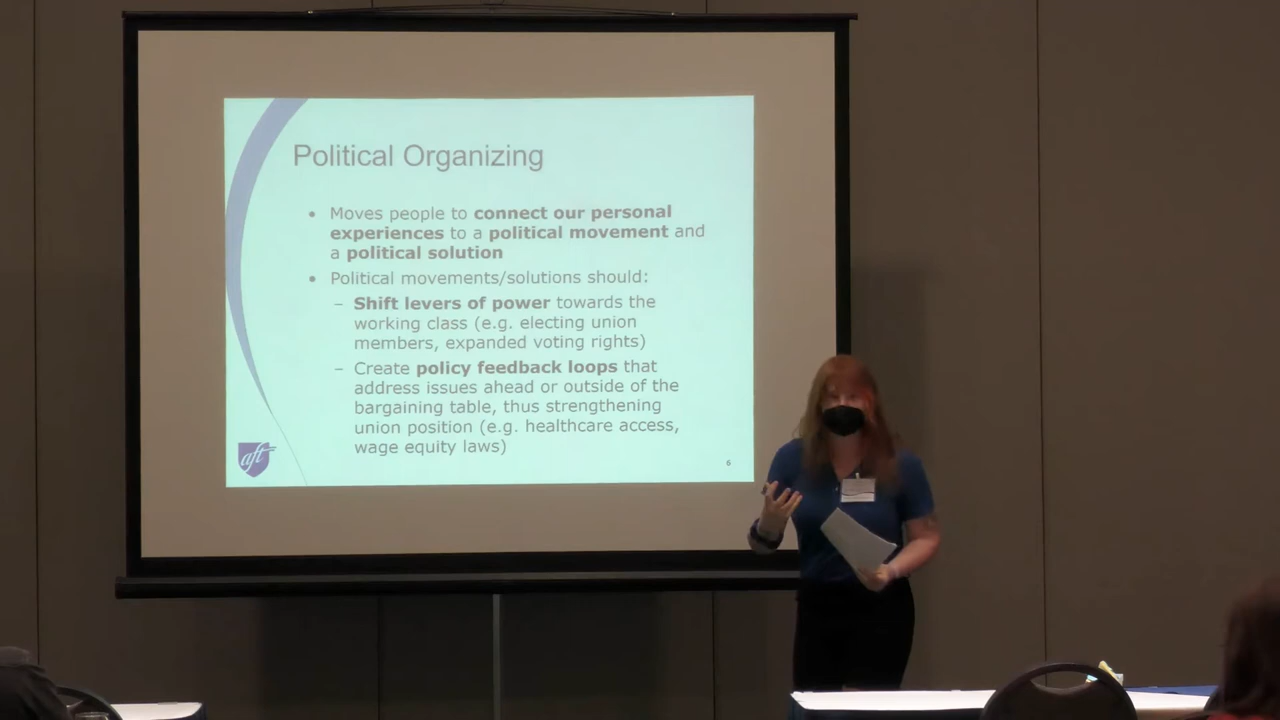 Political Organizing
• Moves people to connect our personal
experiences to a political movement and
a political solution
• Political movements/solutions should:
– Shift levers of power towards the
working class (e.g. electing union
members, expanded voting rights)
– Create policy feedback loops that
address issues ahead or outside of the
bargaining table, thus strengthening
union position (e.g. healthcare access,
wage equity laws)
aft
6